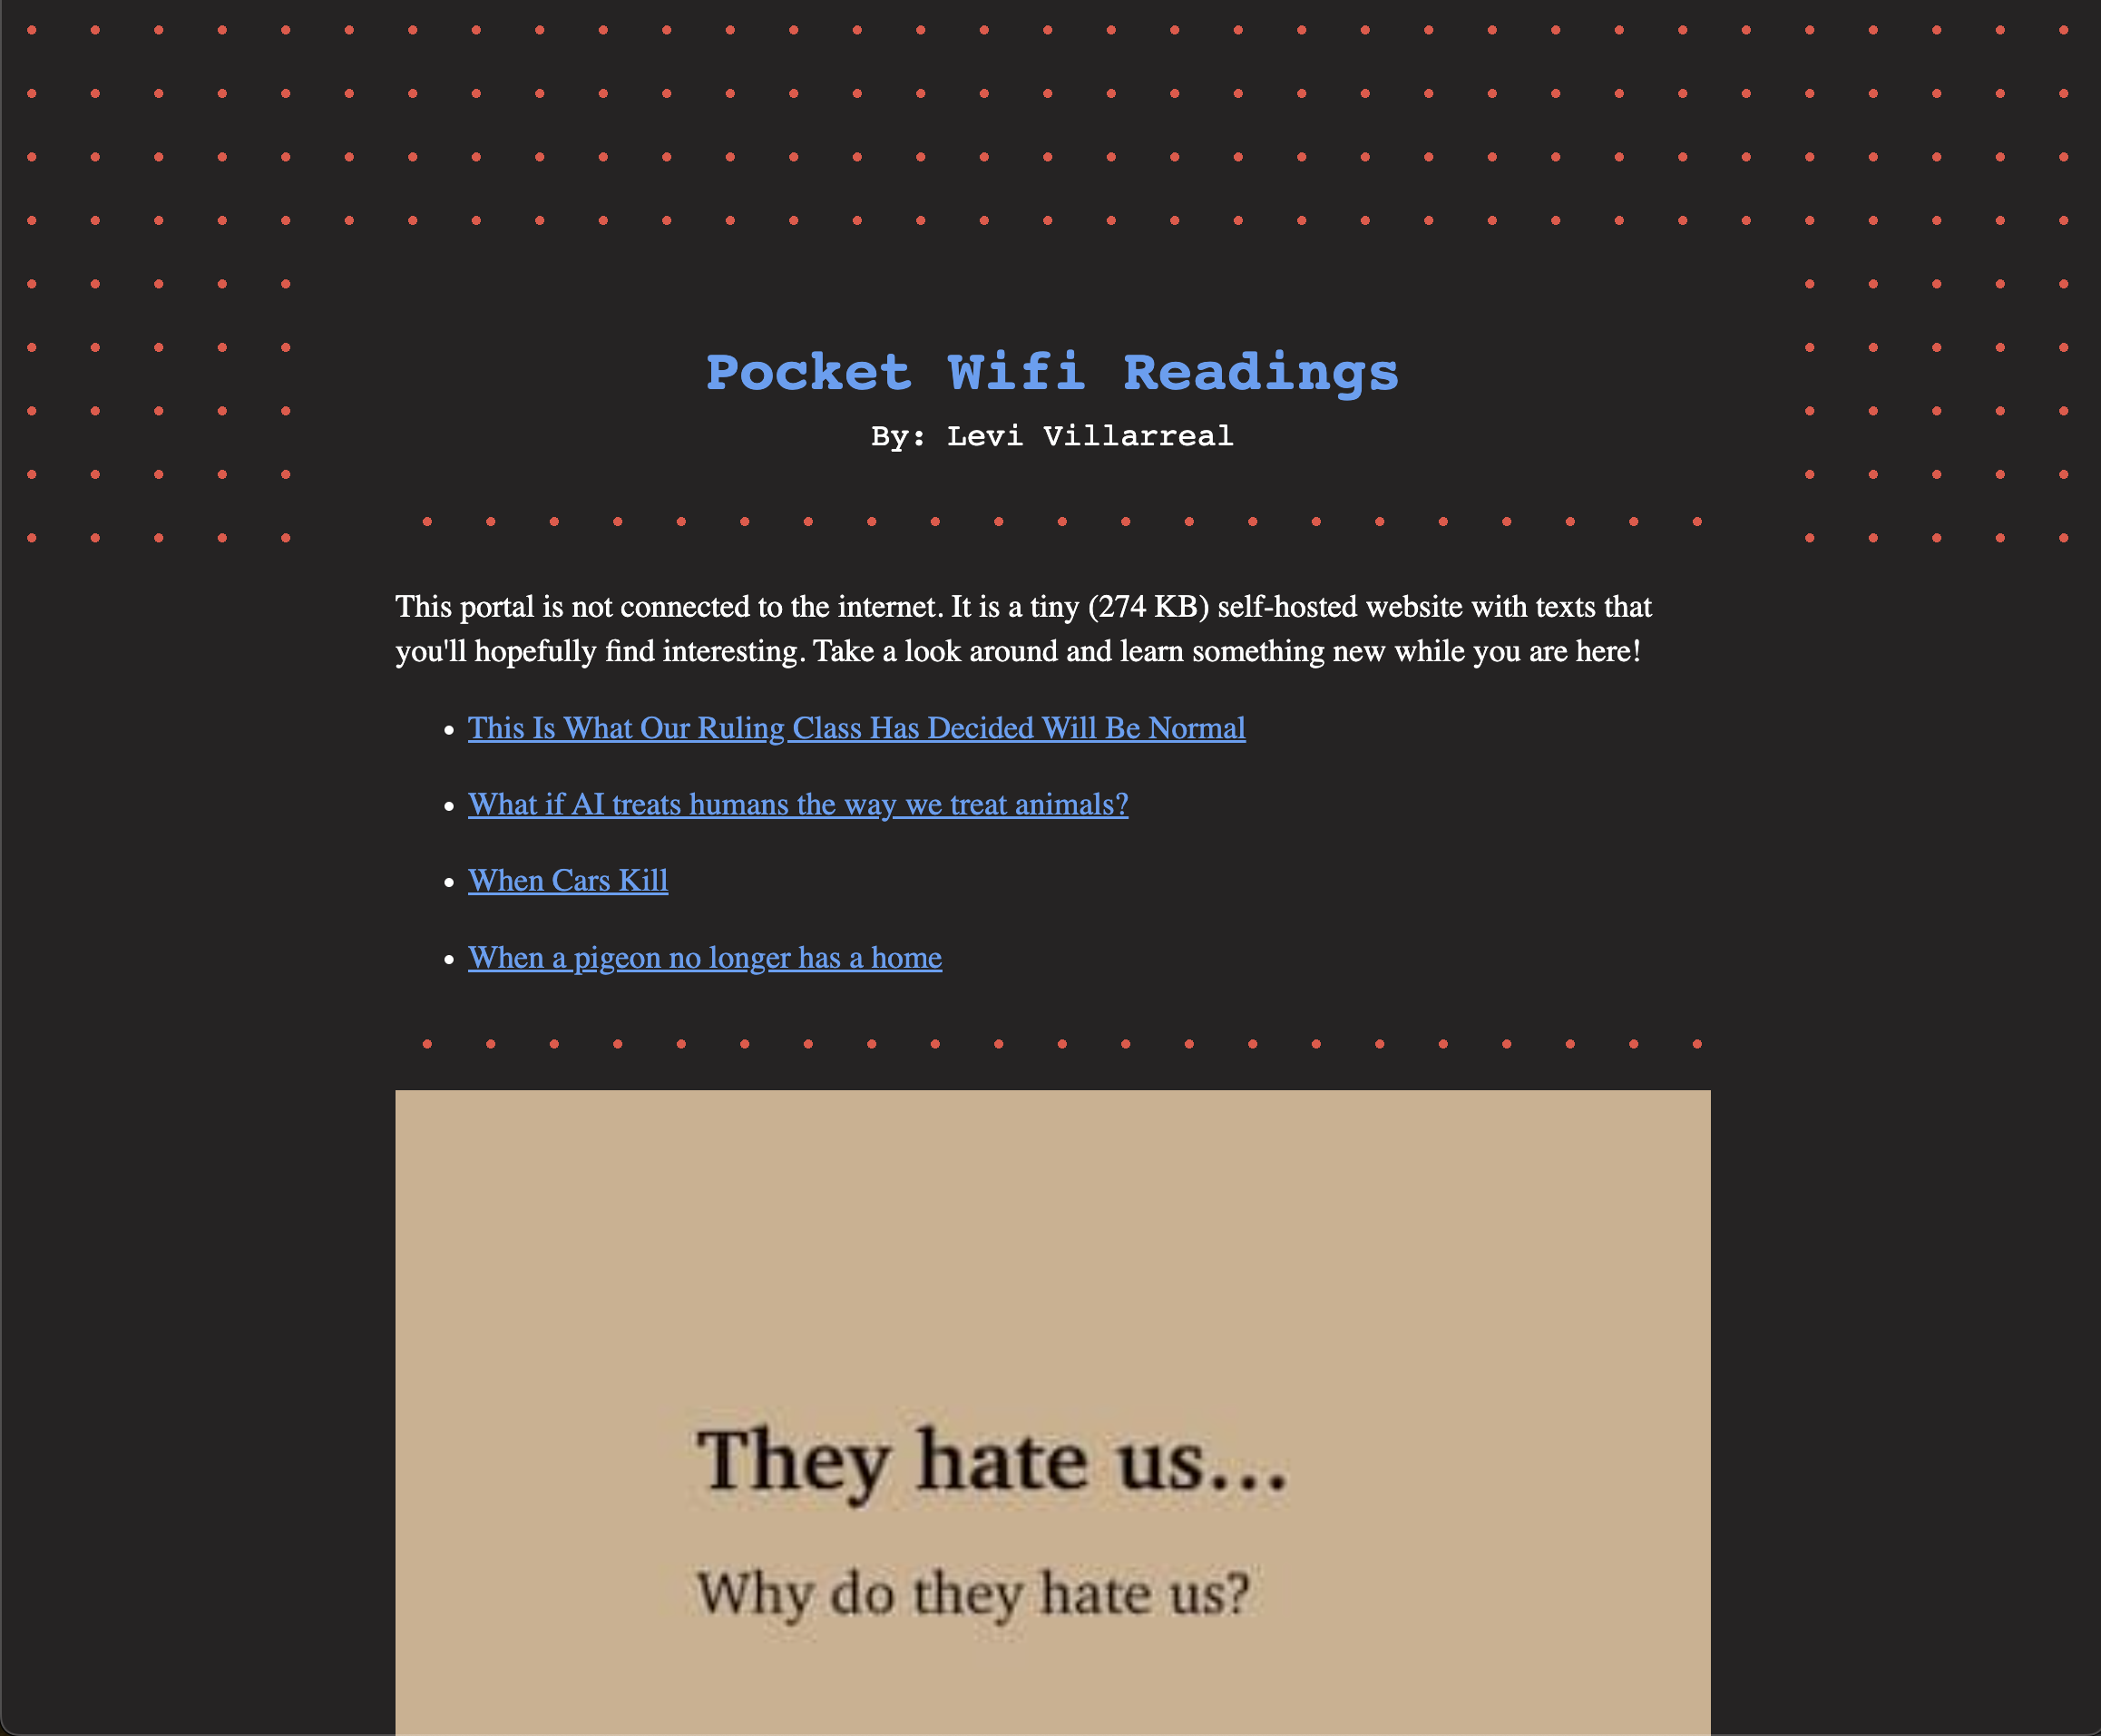 Pocket Wifi Readings
By: Levi Villarreal
This portal is not connected to the internet. It is a tiny (274 KB) self-hosted website with texts that
you'll hopefully find interesting. Take a look around and learn something new while you are here!
• This Is What Our Ruling Class Has Decided Will Be Normal
• What if AI treats humans the way we treat animals?
• When Cars Kill
• When a pigeon no longer has a home
They hate us...
Why do they hate us?